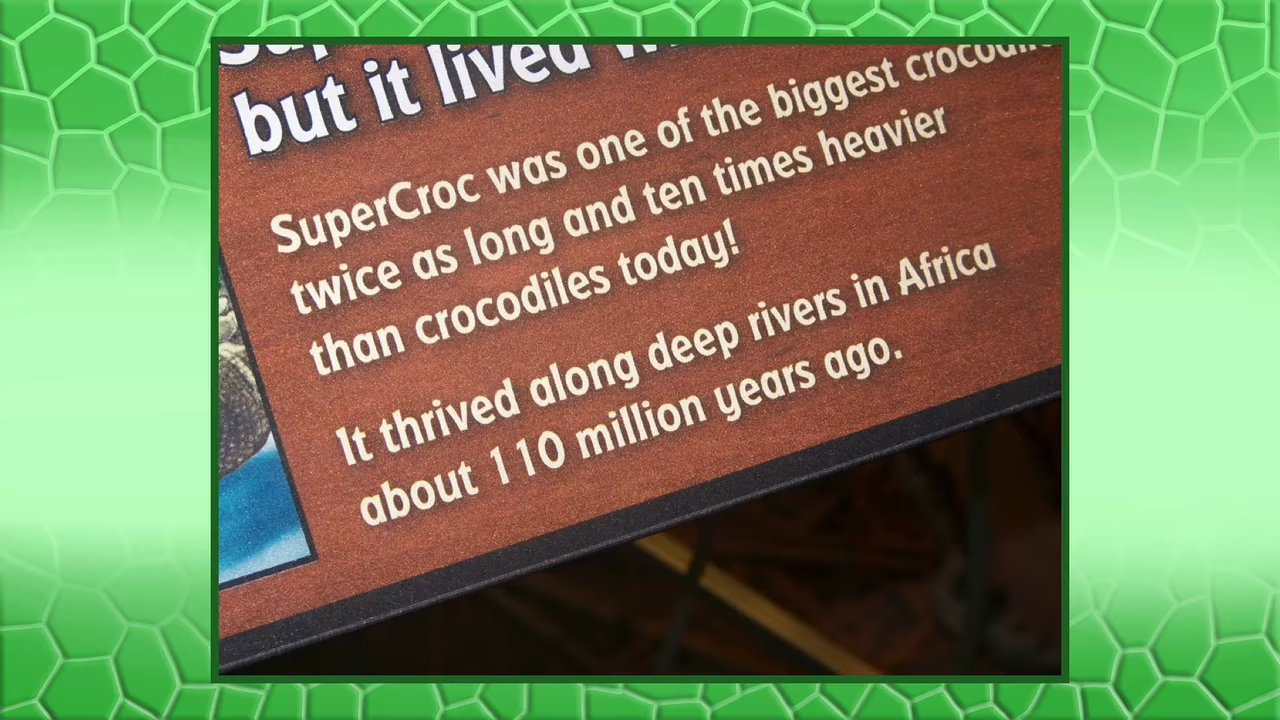 but it lived
SuperCroc was one of the biggest
twice as long and ten times heavier
than crocodiles today!
It thrived along deep rivers in Africa
about 110 million years ago.